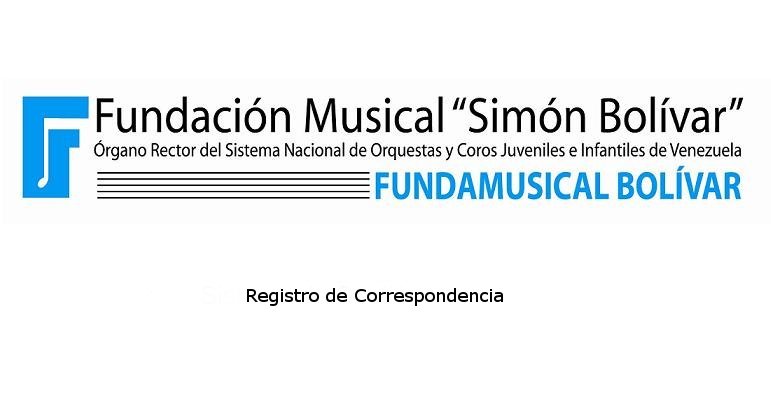 Fundación Musical “Simón Bolívar”
Órgano Rector del Sistema Nacional de Orquestas y Coros Juveniles e Infantiles de Venezuela
FUNDAMUSICAL BOLÍVAR
Registro de Correspondencia